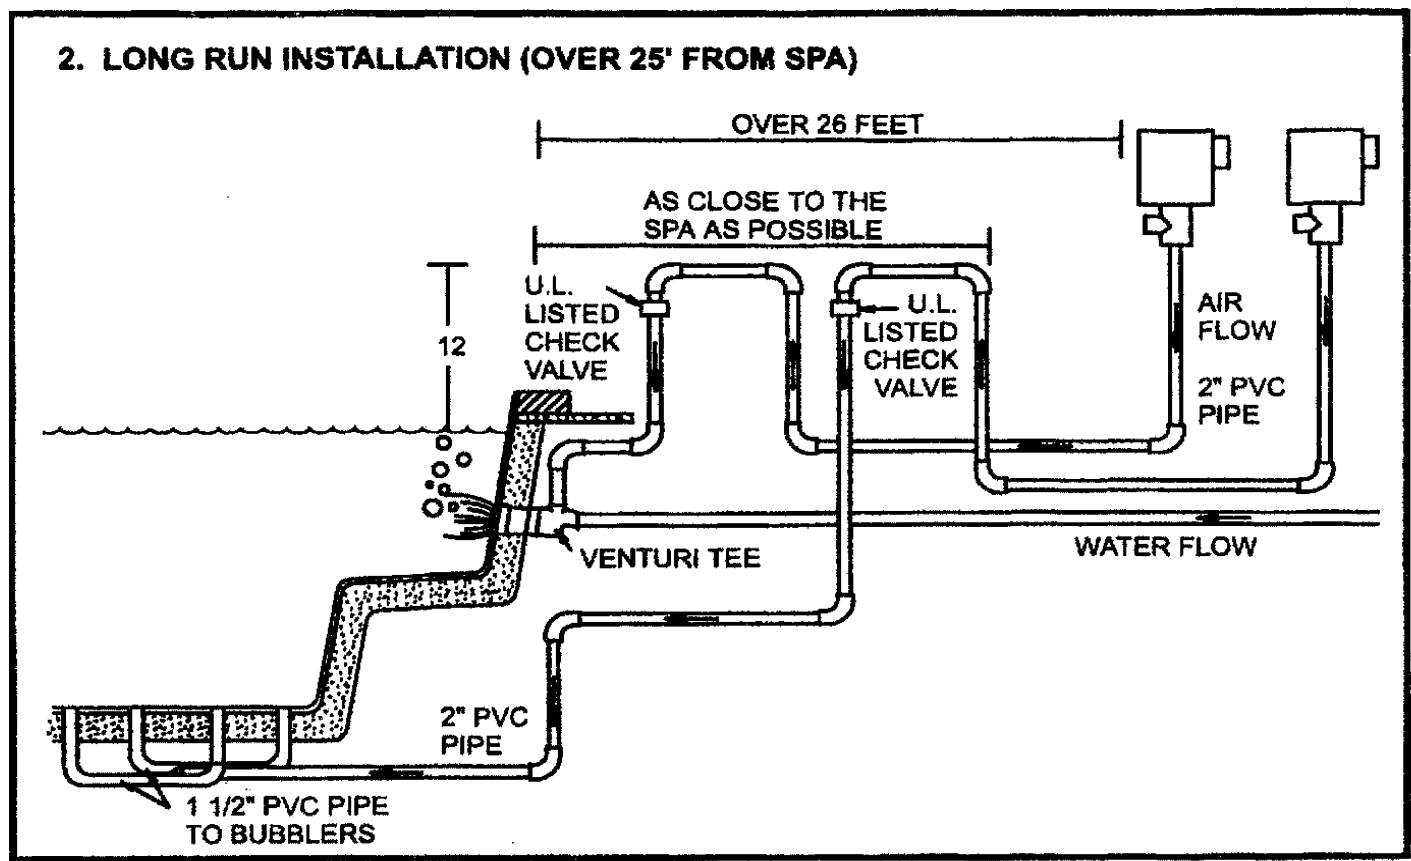 2. LONG RUN INSTALLATION (OVER 25' FROM SPA)
OVER 26 FEET
AS CLOSE TO THE
SPA AS POSSIBLE
U.L.
LISTED
CHECK
VALVE
12
U.L.
LISTED
CHECK
VALVE
AIR
FLOW
2" PVC
PIPE
WATER FLOW
VENTURI TEE
2" PVC
PIPE
1 1/2" PVC PIPE
TO BUBBLERS